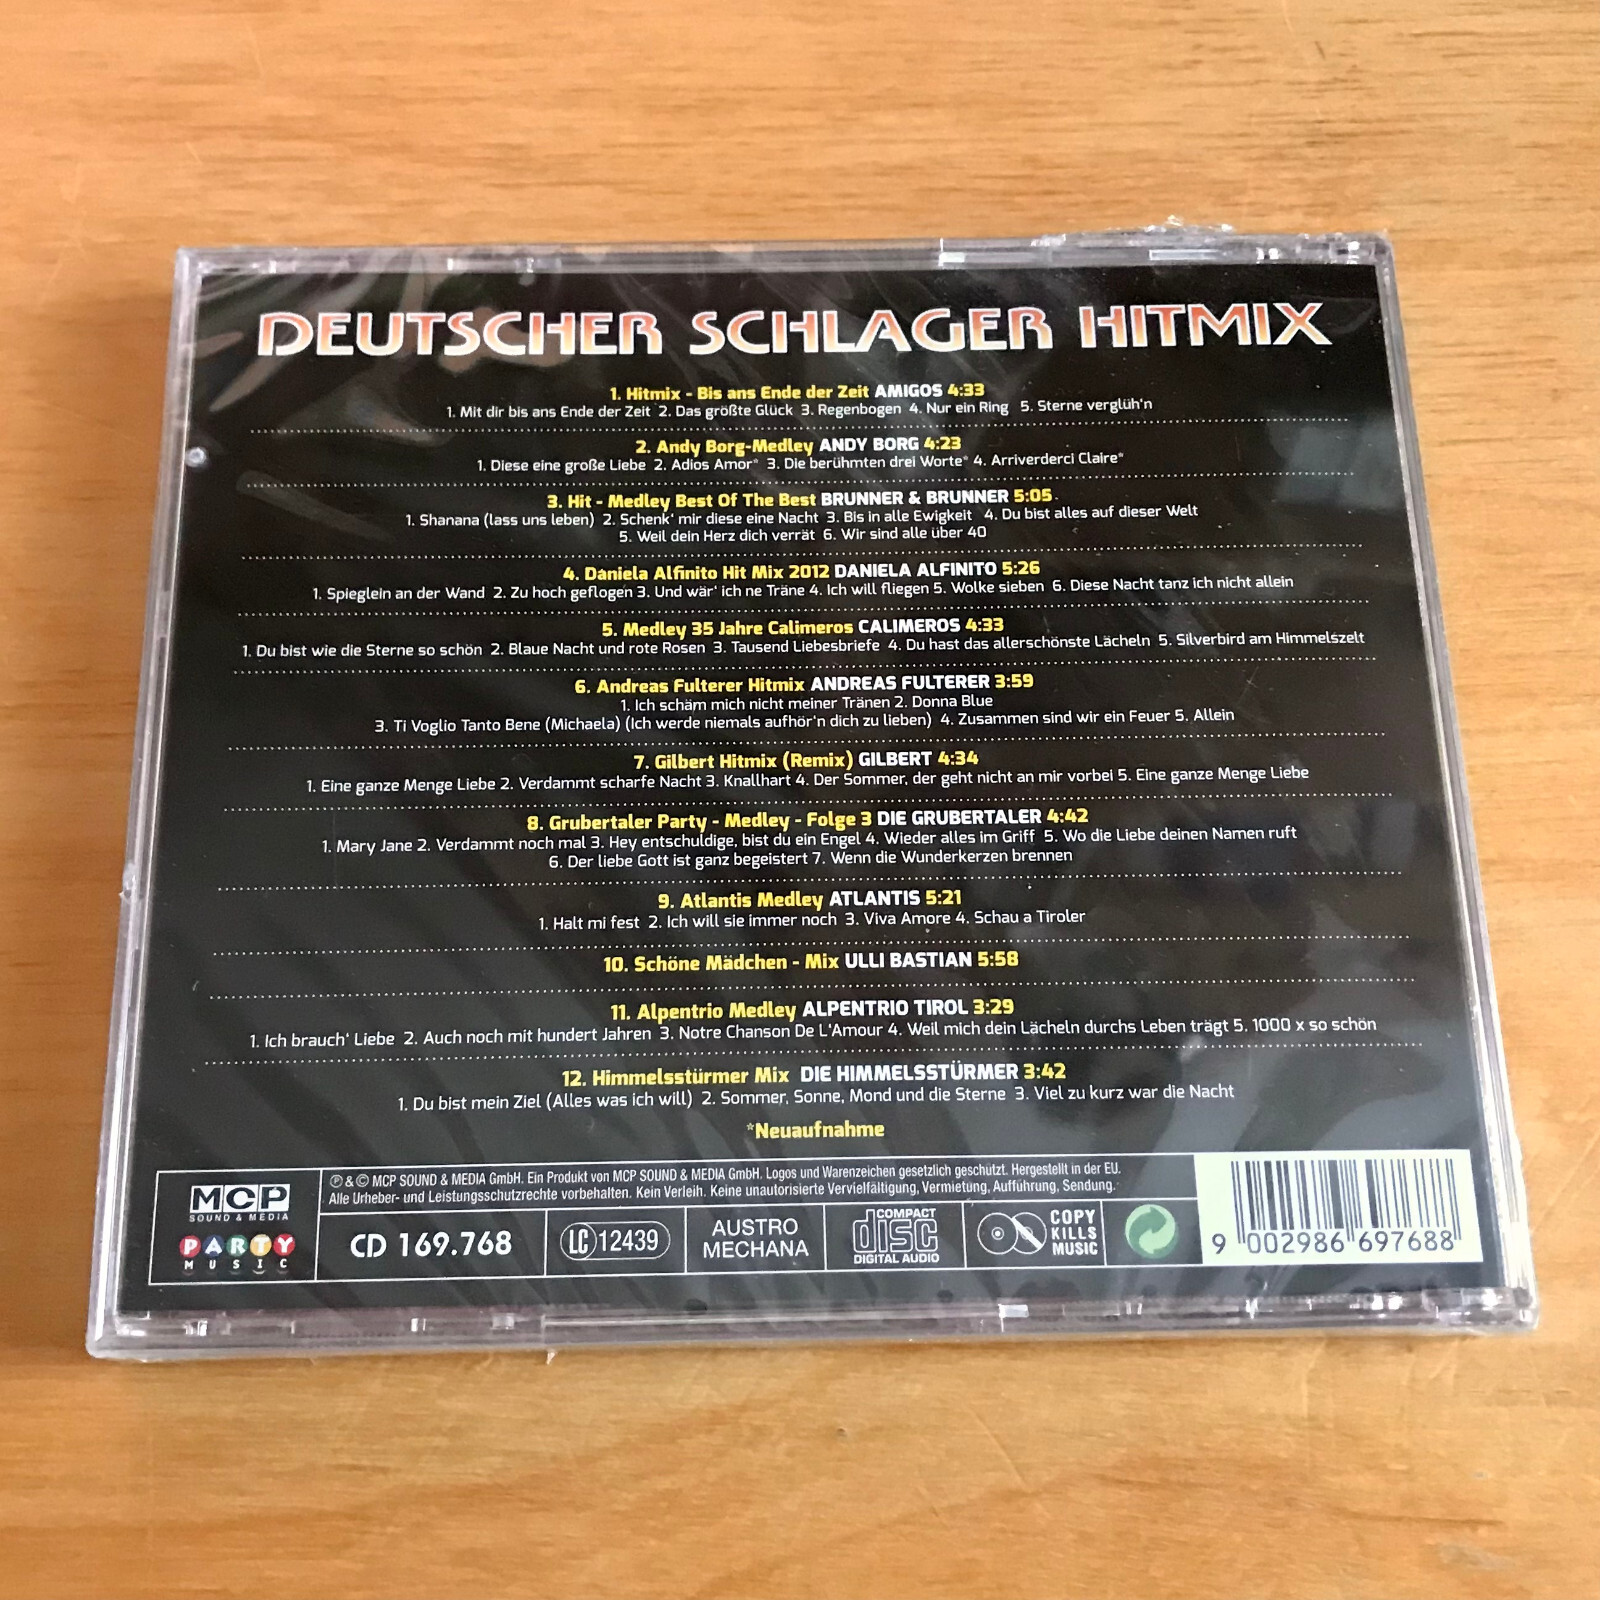 DEUTSCHER SCHLAGER HITMIX
1. Hitmix - Bis ans Ende der Zeit AMIGOS 4:33
1. Mit dir bis ans Ende der Zeit 2. Das größte Glück 3. Regenbogen 4. Nur ein Ring 5. Sterne verglüh'n
2. Andy Borg-Medley ANDY BORG 4:23
1. Diese eine große Liebe 2. Adios Amor* 3. Die berühmten drei Worte* 4. Arriverderci Claire*
3. Hit - Medley Best Of The Best BRUNNER & BRUNNER 5:05
1. Shanana (lass uns leben) 2. Schenk' mir diese eine Nacht 3. Bis in alle Ewigkeit 4. Du bist alles auf dieser Welt
5. Weil dein Herz dich verrät 6. Wir sind alle über 40
4. Daniela Alfinito Hit Mix 2012 DANIELA ALFINITO 5:26
1. Spieglein an der Wand 2. Zu hoch geflogen 3. Und wär' ich ne Träne 4. Ich will fliegen 5. Wolke sieben 6. Diese Nacht tanz ich nicht allein
5. Medley 35 Jahre Calimeros CALIMEROS 4:33
1. Du bist wie die Sterne so schön 2. Blaue Nacht und rote Rosen 3. Tausend Liebesbriefe 4. Du hast das allerschönste Lächeln 5. Silverbird am Himmelszelt
6. Andreas Fulterer Hitmix ANDREAS FULTERER 3:59
1. Ich schäm mich nicht meiner Tränen 2. Donna Blue
3. Ti Voglio Tanto Bene (Michaela) (Ich werde niemals aufhör'n dich zu lieben) 4. Zusammen sind wir ein Feuer 5. Allein
7. Gilbert Hitmix (Remix) GILBERT 4:34
1. Eine ganze Menge Liebe 2. Verdammt scharfe Nacht 3. Knallhart 4. Der Sommer, der geht nicht an mir vorbei 5. Eine ganze Menge Liebe
8. Grubertaler Party - Medley - Folge 3 DIE GRUBERTALER 4:42
1. Mary Jane 2. Verdammt noch mal 3. Hey entschuldige, bist du ein Engel 4. Wieder alles im Griff 5. Wo die Liebe deinen Namen ruft
6. Der liebe Gott ist ganz begeistert 7. Wenn die Wunderkerzen brennen
9. Atlantis Medley ATLANTIS 5:21
1. Halt mi fest 2. Ich will sie immer noch 3. Viva Amore 4. Schau a Tiroler
10. Schöne Mädchen - Mix ULLI BASTIAN 5:58
11. Alpentrio Medley ALPENTRIO TIROL 3:29
1. Ich brauch' Liebe 2. Auch noch mit hundert Jahren 3. Notre Chanson De L'Amour 4. Weil mich dein Lächeln durchs Leben trägt 5. 1000 x so schön
12. Himmelsstürmer Mix DIE HIMMELSSTÜRMER 3:42
1. Du bist mein Ziel (Alles was ich will) 2. Sommer, Sonne, Mond und die Sterne 3. Viel zu kurz war die Nacht
*Neuaufnahme
MCP
SOUND & MEDIA
PARTY
MUSIC
℗ & © MCP SOUND & MEDIA GmbH. Ein Produkt von MCP SOUND & MEDIA GmbH. Logos und Warenzeichen gesetzlich geschützt. Hergestellt in der EU.
Alle Urheber- und Leistungsschutzrechte vorbehalten. Kein Verleih. Keine unautorisierte Vervielfältigung, Vermietung, Aufführung, Sendung.
CD 169.768
LC 12439
AUSTRO
MECHANA
COMPACT
disc
DIGITAL AUDIO
COPY
KILLS
MUSIC
9 002986 697688